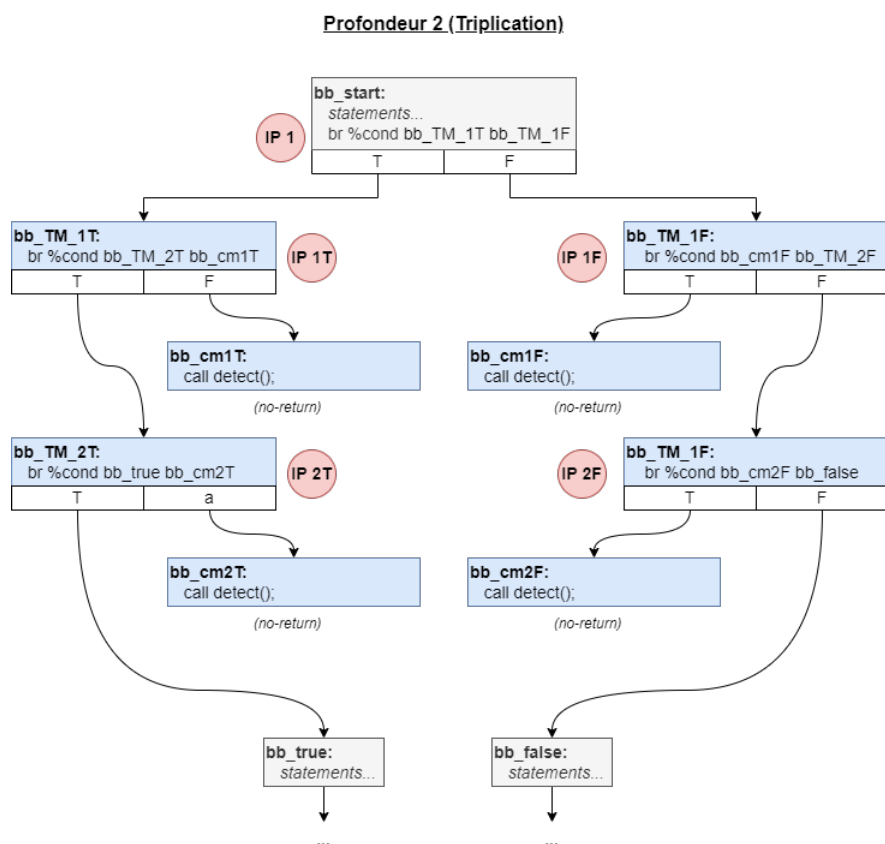 Profondeur 2 (Triplication)
bb_start:
statements...
br %cond bb_TM_1T bb_TM_1F
IP 1
T F
bb_TM_1T:
br %cond bb_TM_2T bb_cm1T
T F
IP 1T
IP 1F
bb_TM_1F:
br %cond bb_cm1F bb_TM_2F
T F
bb_cm1T:
call detect();
(no-return)
bb_cm1F:
call detect();
(no-return)
bb_TM_2T:
br %cond bb_true bb_cm2T
T a
IP 2T
IP 2F
bb_TM_1F:
br %cond bb_cm2F bb_false
T F
bb_cm2T:
call detect();
(no-return)
bb_cm2F:
call detect();
(no-return)
bb_true:
statements...
...
bb_false:
statements...
...